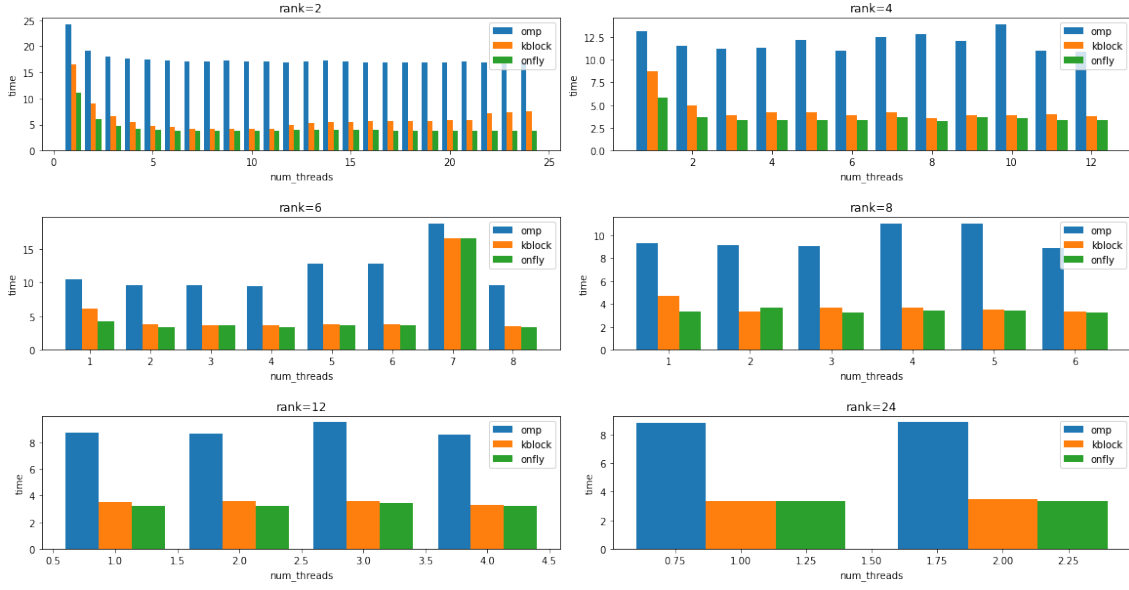 rank=2
25
20
15
10
5
0
time
0
5
10
15
20
25
num_threads
omp
kblock
onfly
rank=4
12.5
10.0
7.5
5.0
2.5
0.0
time
2
4
6
8
10
12
num_threads
omp
kblock
onfly
rank=6
15
10
5
0
time
1
2
3
4
5
6
7
8
num_threads
omp
kblock
onfly
rank=8
10
8
6
4
2
0
time
1
2
3
4
5
6
num_threads
omp
kblock
onfly
rank=12
8
6
4
2
0
time
0.5
1.0
1.5
2.0
2.5
3.0
3.5
4.0
4.5
num_threads
omp
kblock
onfly
rank=24
8
6
4
2
0
time
0.75
1.00
1.25
1.50
1.75
2.00
2.25
num_threads
omp
kblock
onfly